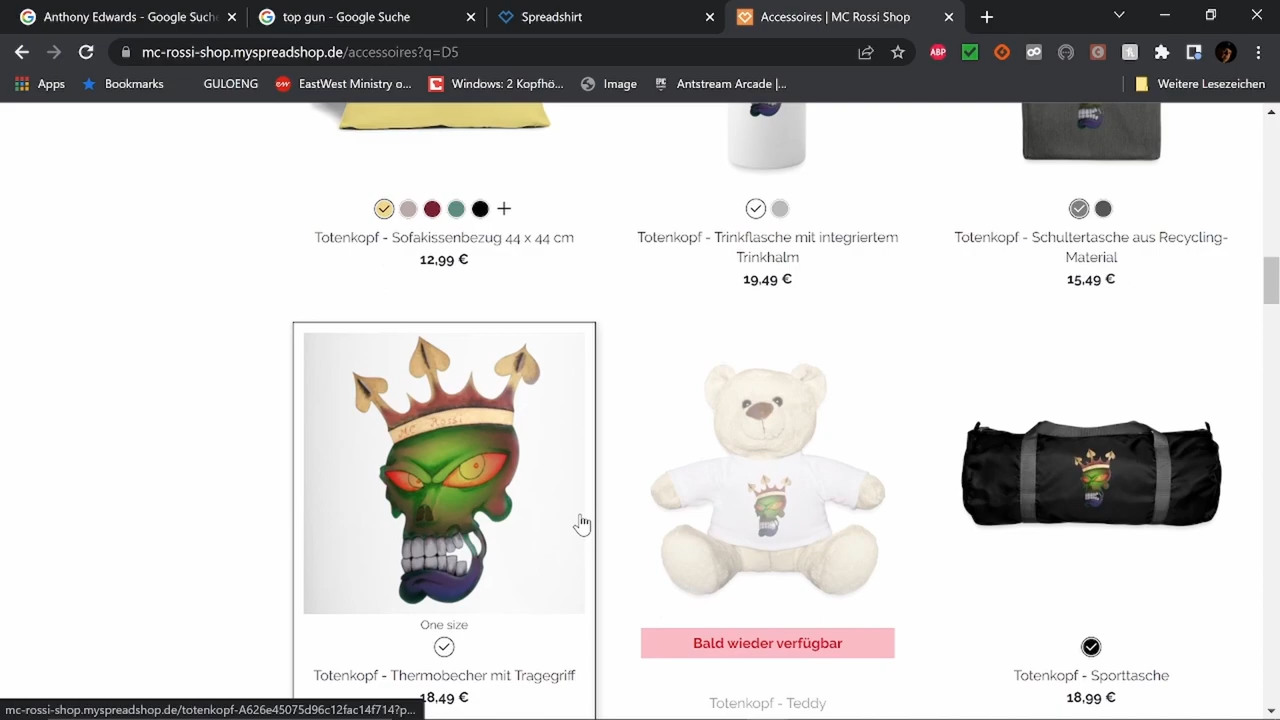 Anthony Edwards - Google Suche
top gun - Google Suche
Spreadshirt
Accessoires | MC Rossi Shop
mc-rossi-shop.myspreadshop.de/accessoires?q=D5
ABP
Apps
Bookmarks
GULOENG
EastWest Ministry o...
Windows: 2 Kopfhö...
Image
Antstream Arcade |...
Weitere Lesezeichen
Totenkopf - Sofakissenbezug 44 x 44 cm
12,99 €
Totenkopf - Trinkflasche mit integriertem
Trinkhalm
19,49 €
Totenkopf - Schultertasche aus Recycling-
Material
15,49 €
MC Rossi
One size
Totenkopf - Thermobecher mit Tragegriff
18,49 €
Bald wieder verfügbar
Totenkopf - Teddy
Totenkopf - Sporttasche
18,99 €
mc-rossi-shop.myspreadshop.de/totenkopf-A626e45075d96c12fac14f714?p...